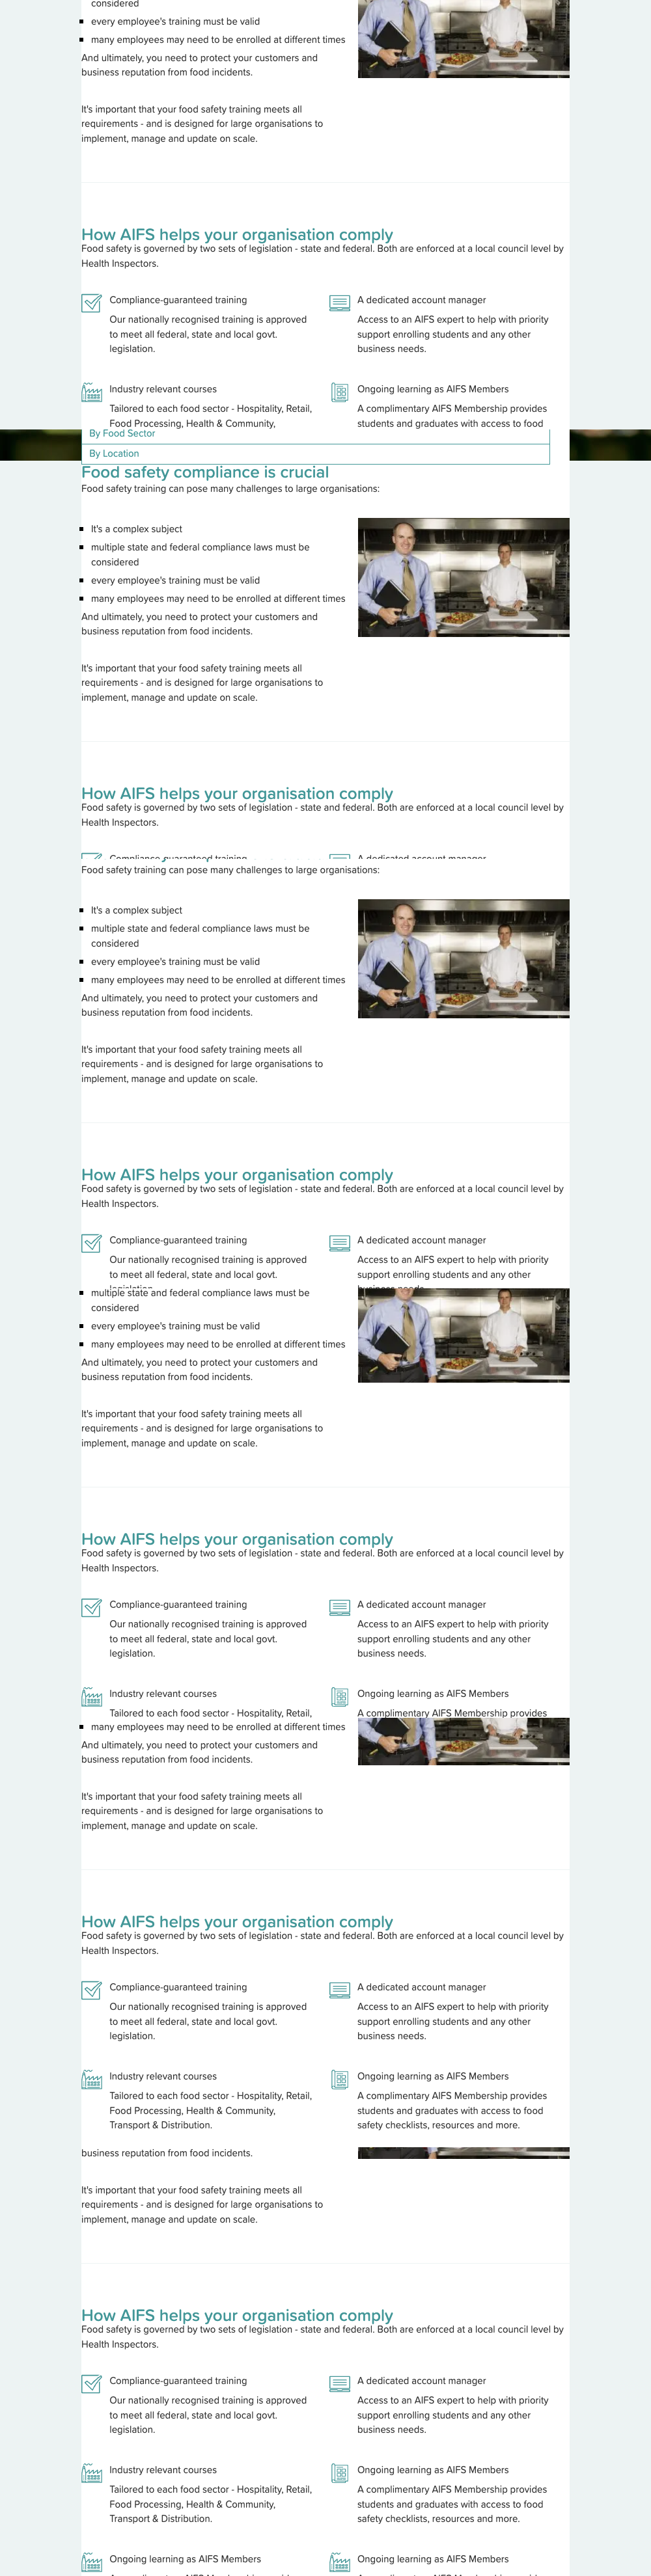 considered
every employee's training must be valid
many employees may need to be enrolled at different times
And ultimately, you need to protect your customers and
business reputation from food incidents.
It's important that your food safety training meets all
requirements - and is designed for large organisations to
implement, manage and update on scale.
How AIFS helps your organisation comply
Food safety is governed by two sets of legislation - state and federal. Both are enforced at a local council level by
Health Inspectors.
Compliance-guaranteed training
Our nationally recognised training is approved
to meet all federal, state and local govt.
legislation.
A dedicated account manager
Access to an AIFS expert to help with priority
support enrolling students and any other
business needs.
Industry relevant courses
Tailored to each food sector - Hospitality, Retail,
Food Processing, Health & Community,
Ongoing learning as AIFS Members
A complimentary AIFS Membership provides
students and graduates with access to food
By Food Sector
By Location
Food safety compliance is crucial
Food safety training can pose many challenges to large organisations:
It's a complex subject
multiple state and federal compliance laws must be
considered
every employee's training must be valid
many employees may need to be enrolled at different times
And ultimately, you need to protect your customers and
business reputation from food incidents.
It's important that your food safety training meets all
requirements - and is designed for large organisations to
implement, manage and update on scale.
How AIFS helps your organisation comply
Food safety is governed by two sets of legislation - state and federal. Both are enforced at a local council level by
Health Inspectors.
Compliance-guaranteed training
A dedicated account manager
Food safety training can pose many challenges to large organisations:
It's a complex subject
multiple state and federal compliance laws must be
considered
every employee's training must be valid
many employees may need to be enrolled at different times
And ultimately, you need to protect your customers and
business reputation from food incidents.
It's important that your food safety training meets all
requirements - and is designed for large organisations to
implement, manage and update on scale.
How AIFS helps your organisation comply
Food safety is governed by two sets of legislation - state and federal. Both are enforced at a local council level by
Health Inspectors.
Compliance-guaranteed training
Our nationally recognised training is approved
to meet all federal, state and local govt.
A dedicated account manager
Access to an AIFS expert to help with priority
support enrolling students and any other
multiple state and federal compliance laws must be
considered
every employee's training must be valid
many employees may need to be enrolled at different times
And ultimately, you need to protect your customers and
business reputation from food incidents.
It's important that your food safety training meets all
requirements - and is designed for large organisations to
implement, manage and update on scale.
How AIFS helps your organisation comply
Food safety is governed by two sets of legislation - state and federal. Both are enforced at a local council level by
Health Inspectors.
Compliance-guaranteed training
Our nationally recognised training is approved
to meet all federal, state and local govt.
legislation.
A dedicated account manager
Access to an AIFS expert to help with priority
support enrolling students and any other
business needs.
Industry relevant courses
Tailored to each food sector - Hospitality, Retail,
Ongoing learning as AIFS Members
A complimentary AIFS Membership provides
many employees may need to be enrolled at different times
And ultimately, you need to protect your customers and
business reputation from food incidents.
It's important that your food safety training meets all
requirements - and is designed for large organisations to
implement, manage and update on scale.
How AIFS helps your organisation comply
Food safety is governed by two sets of legislation - state and federal. Both are enforced at a local council level by
Health Inspectors.
Compliance-guaranteed training
Our nationally recognised training is approved
to meet all federal, state and local govt.
legislation.
A dedicated account manager
Access to an AIFS expert to help with priority
support enrolling students and any other
business needs.
Industry relevant courses
Tailored to each food sector - Hospitality, Retail,
Food Processing, Health & Community,
Transport & Distribution.
Ongoing learning as AIFS Members
A complimentary AIFS Membership provides
students and graduates with access to food
safety checklists, resources and more.
business reputation from food incidents.
It's important that your food safety training meets all
requirements - and is designed for large organisations to
implement, manage and update on scale.
How AIFS helps your organisation comply
Food safety is governed by two sets of legislation - state and federal. Both are enforced at a local council level by
Health Inspectors.
Compliance-guaranteed training
Our nationally recognised training is approved
to meet all federal, state and local govt.
legislation.
A dedicated account manager
Access to an AIFS expert to help with priority
support enrolling students and any other
business needs.
Industry relevant courses
Tailored to each food sector - Hospitality, Retail,
Food Processing, Health & Community,
Transport & Distribution.
Ongoing learning as AIFS Members
A complimentary AIFS Membership provides
students and graduates with access to food
safety checklists, resources and more.
Ongoing learning as AIFS Members
Ongoing learning as AIFS Members